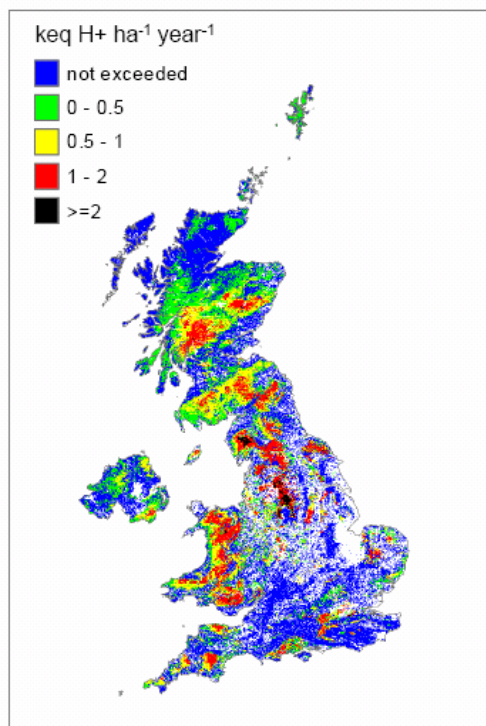 keq H+ ha⁻¹ year⁻¹
not exceeded
0 - 0.5
0.5 - 1
1 - 2
>=2